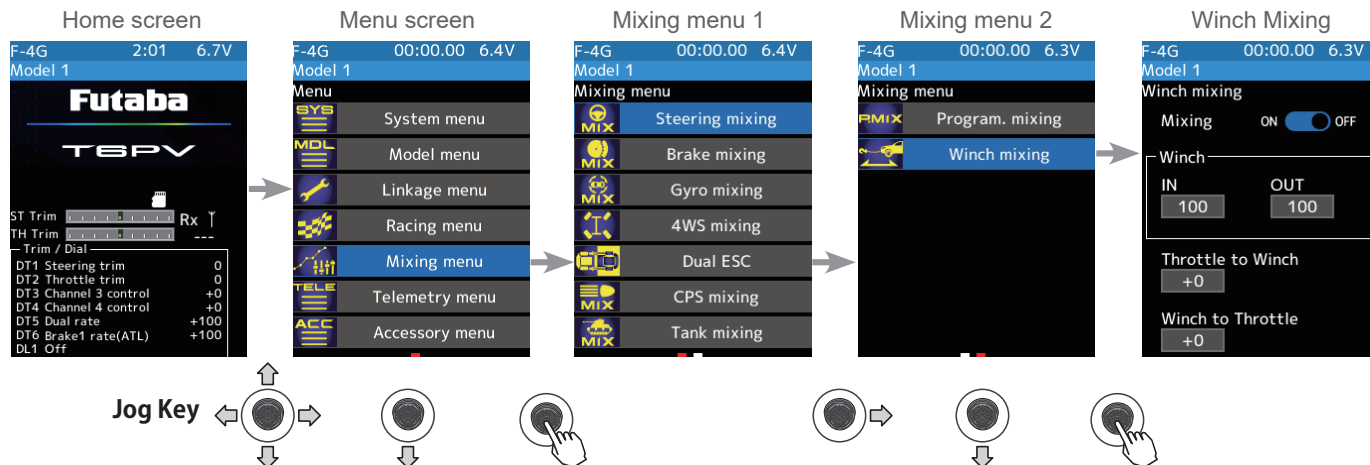 Home screen
F-4G 2:01 6.7V
Model 1
Futaba
T6PV
ST Trim
TH Trim
Rx
---
Trim / Dial
DT1 Steering trim 0
DT2 Throttle trim 0
DT3 Channel 3 control +0
DT4 Channel 4 control +0
DT5 Dual rate +100
DT6 Brake1 rate(ATL) +100
DL1 Off
Menu screen
F-4G 00:00.00 6.4V
Model 1
Menu
SYS System menu
MDL Model menu
Linkage menu
Racing menu
Mixing menu
TELE Telemetry menu
ACC Accessory menu
Mixing menu 1
F-4G 00:00.00 6.4V
Model 1
Mixing menu
MIX Steering mixing
MIX Brake mixing
MIX Gyro mixing
4WS mixing
Dual ESC
MIX CPS mixing
MIX Tank mixing
Mixing menu 2
F-4G 00:00.00 6.3V
Model 1
Mixing menu
PMIX Program. mixing
Winch mixing
Winch Mixing
F-4G 00:00.00 6.3V
Model 1
Winch mixing
Mixing ON OFF
Winch
IN OUT
100 100
Throttle to Winch
+0
Winch to Throttle
+0
Jog Key